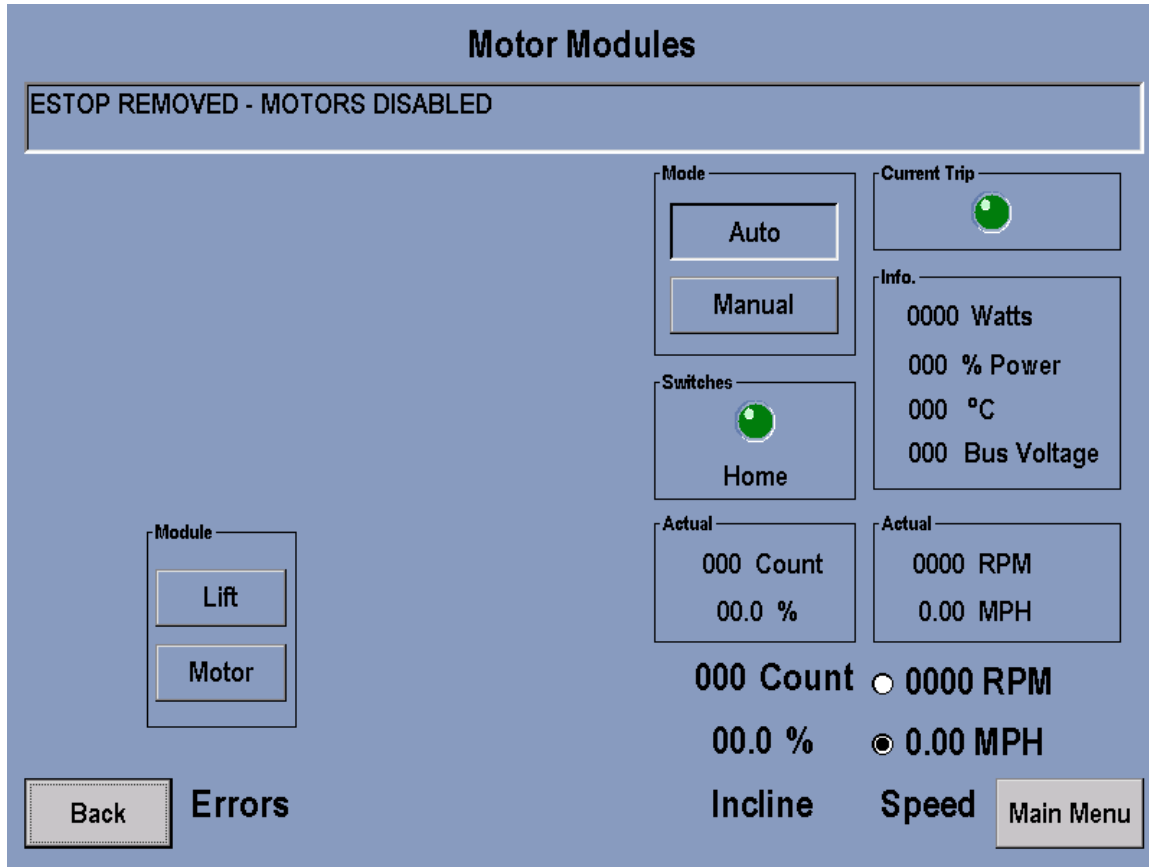 Motor Modules
ESTOP REMOVED - MOTORS DISABLED
Mode
Auto
Manual
Current Trip
Info.
0000 Watts
000 % Power
000 ºC
000 Bus Voltage
Switches
Home
Module
Lift
Motor
Actual
000 Count
00.0 %
Actual
0000 RPM
0.00 MPH
000 Count
0000 RPM
00.0 %
0.00 MPH
Back
Errors
Incline
Speed
Main Menu